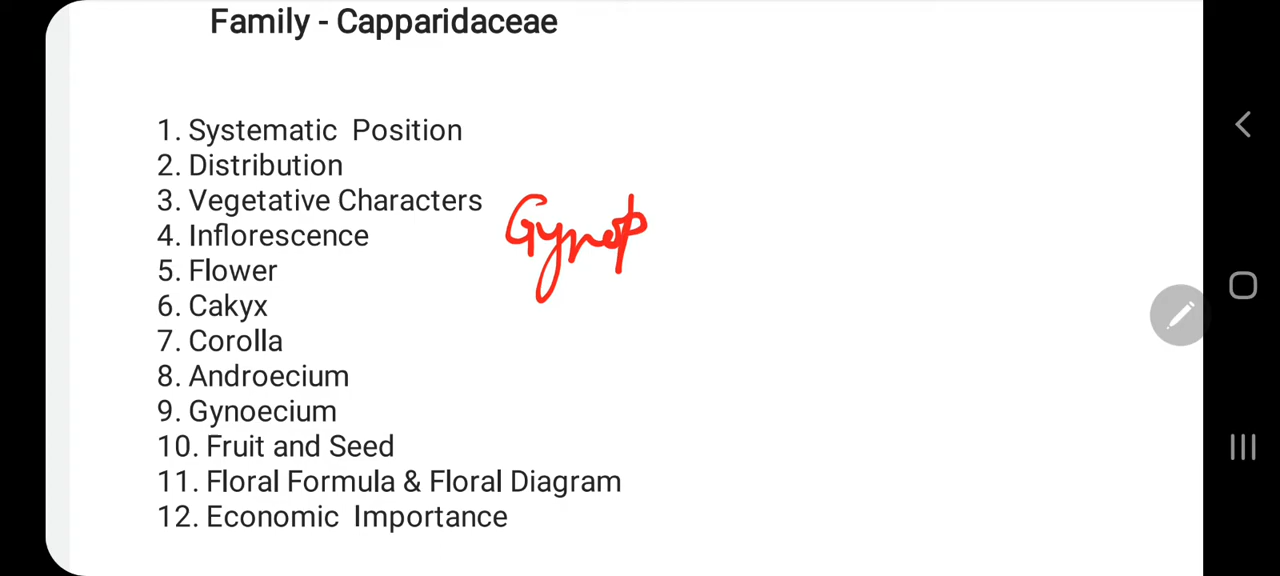 Family - Capparidaceae
1. Systematic Position
2. Distribution
3. Vegetative Characters
4. Inflorescence
Gynop
5. Flower
6. Cakyx
7. Corolla
8. Androecium
9. Gynoecium
10. Fruit and Seed
11. Floral Formula & Floral Diagram
12. Economic Importance